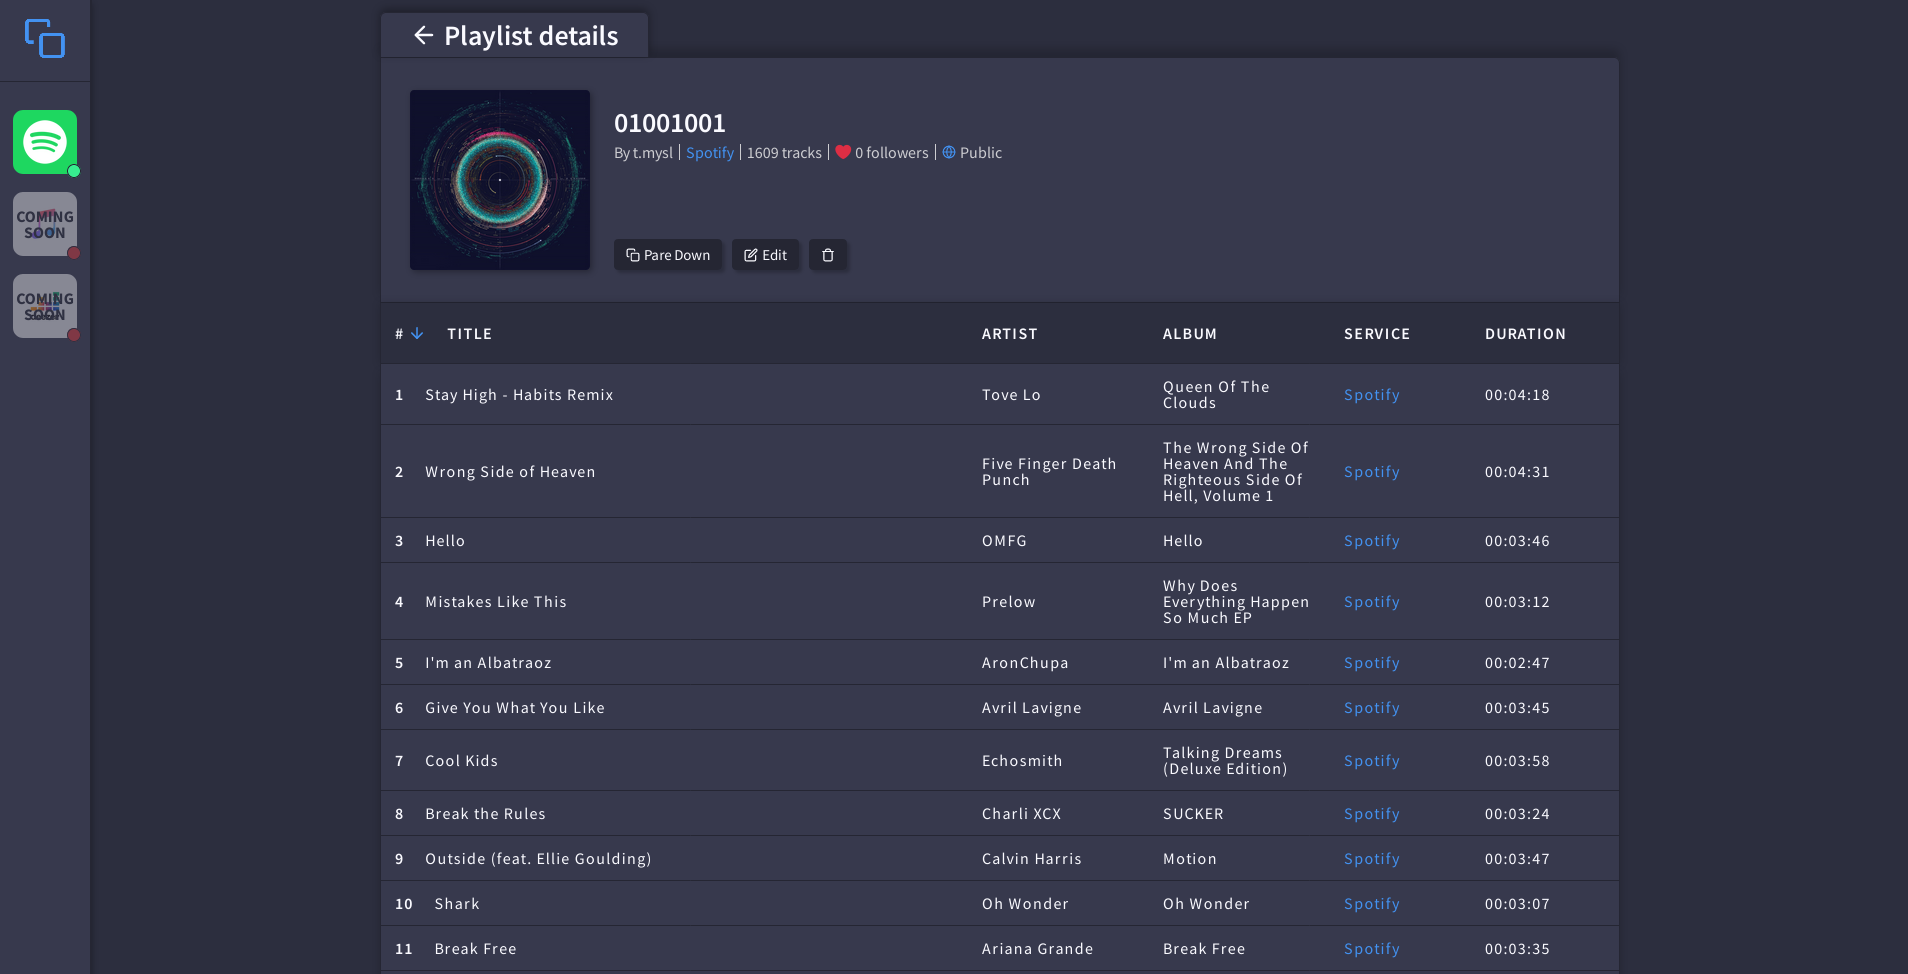 Playlist details
COMING
SOON
COMING
SOON
01001001
By t.mysl | Spotify | 1609 tracks | 0 followers | Public
Pare Down Edit
# TITLE ARTIST ALBUM SERVICE DURATION
1 Stay High - Habits Remix Tove Lo Queen Of The Clouds Spotify 00:04:18
2 Wrong Side of Heaven Five Finger Death Punch The Wrong Side Of Heaven And The Righteous Side Of Hell, Volume 1 Spotify 00:04:31
3 Hello OMFG Hello Spotify 00:03:46
4 Mistakes Like This Prelow Why Does Everything Happen So Much EP Spotify 00:03:12
5 I'm an Albatraoz AronChupa I'm an Albatraoz Spotify 00:02:47
6 Give You What You Like Avril Lavigne Avril Lavigne Spotify 00:03:45
7 Cool Kids Echosmith Talking Dreams (Deluxe Edition) Spotify 00:03:58
8 Break the Rules Charli XCX SUCKER Spotify 00:03:24
9 Outside (feat. Ellie Goulding) Calvin Harris Motion Spotify 00:03:47
10 Shark Oh Wonder Oh Wonder Spotify 00:03:07
11 Break Free Ariana Grande Break Free Spotify 00:03:35